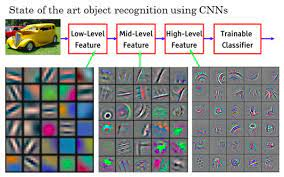 State of the art object recognition using CNNs
Low-Level
Feature
Mid-Level
Feature
High-Level
Feature
Trainable
Classifier